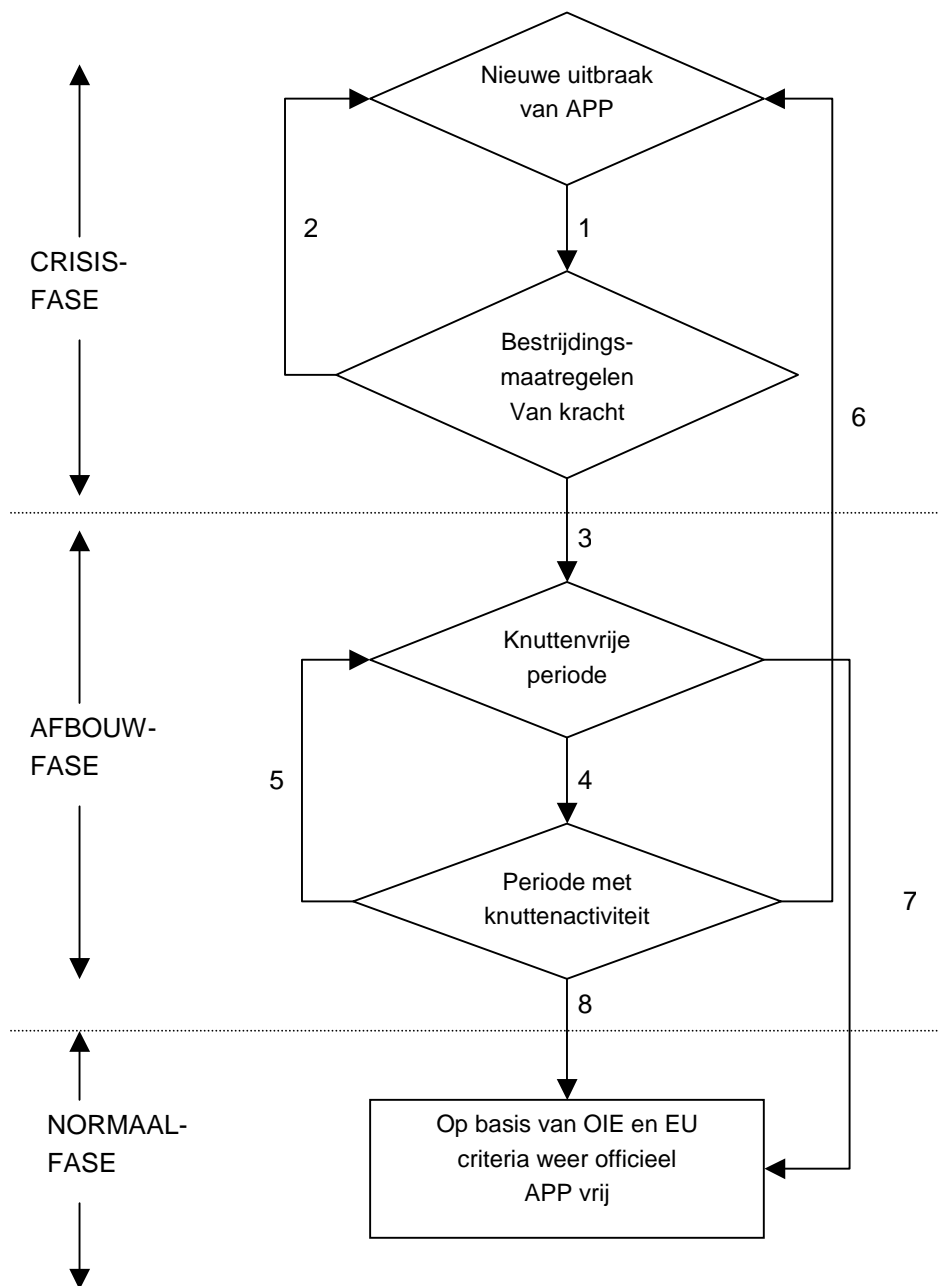 Nieuwe uitbraak
van APP
2
1
CRISIS-
FASE
Bestrijdings-
maatregelen
Van kracht
6
3
Knuttenvrije
periode
AFBOUW-
FASE
5
4
Periode met
knuttenactiviteit
7
8
NORMAAL-
FASE
Op basis van OIE en EU
criteria weer officieel
APP vrij